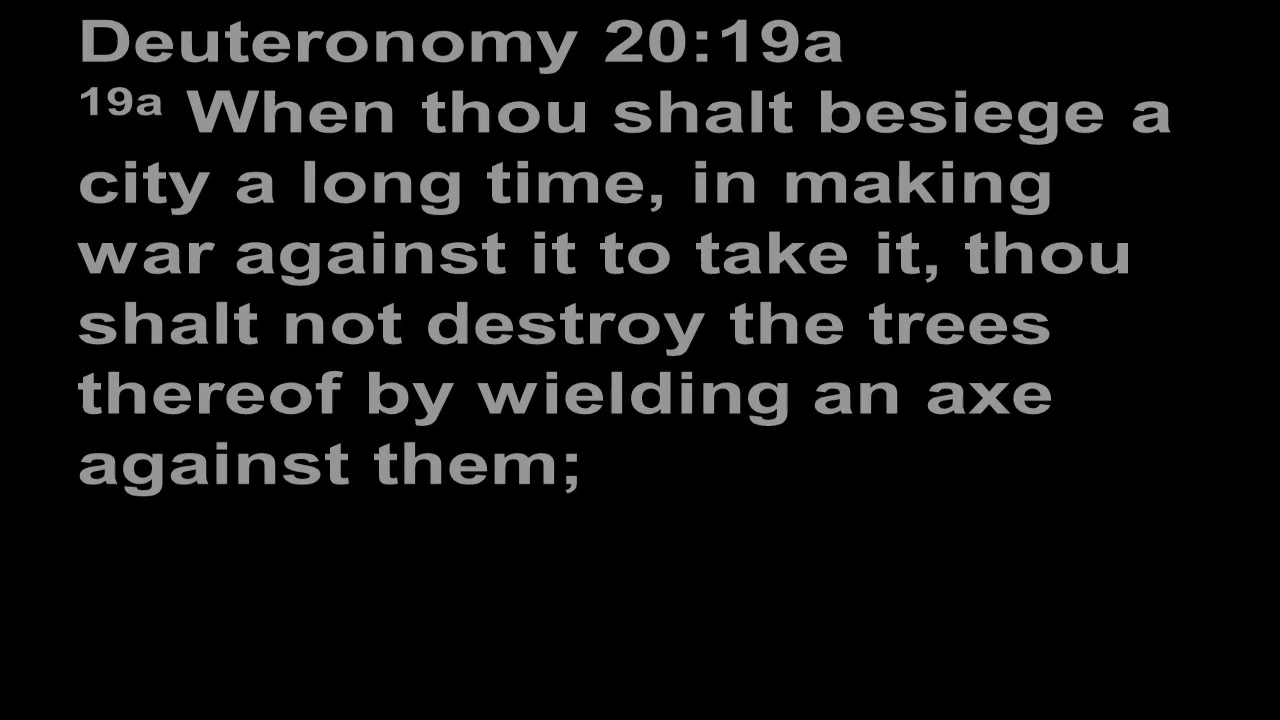 Deuteronomy 20:19a
19a When thou shalt besiege a
city a long time, in making
war against it to take it, thou
shalt not destroy the trees
thereof by wielding an axe
against them;